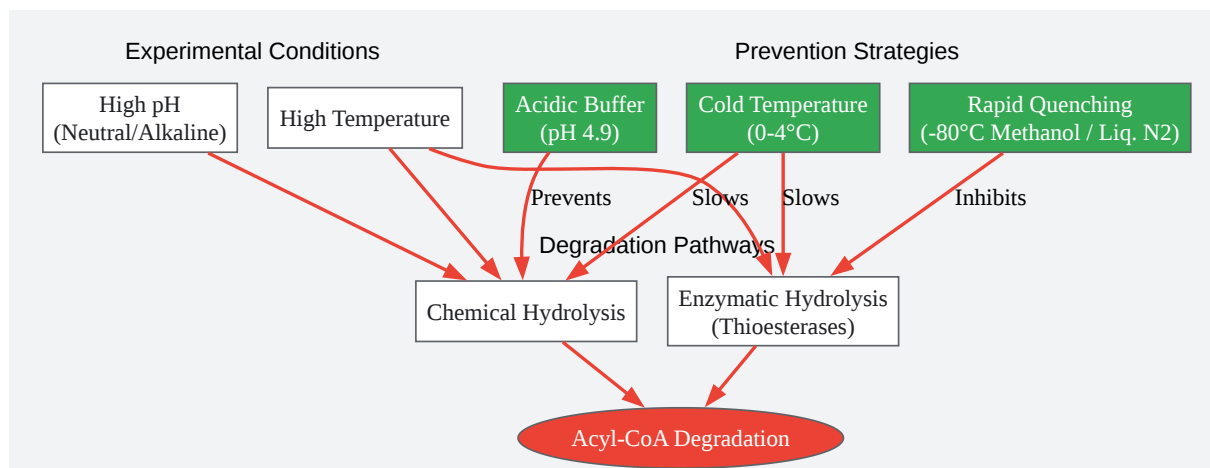 Experimental Conditions
Prevention Strategies
High pH
(Neutral/Alkaline)
High Temperature
Acidic Buffer
(pH 4.9)
Cold Temperature
(0-4°C)
Rapid Quenching
(-80°C Methanol / Liq. N2)
Prevents
Slows
Slows
Inhibits
Degradation Pathways
Chemical Hydrolysis
Enzymatic Hydrolysis
(Thioesterases)
Acyl-CoA Degradation